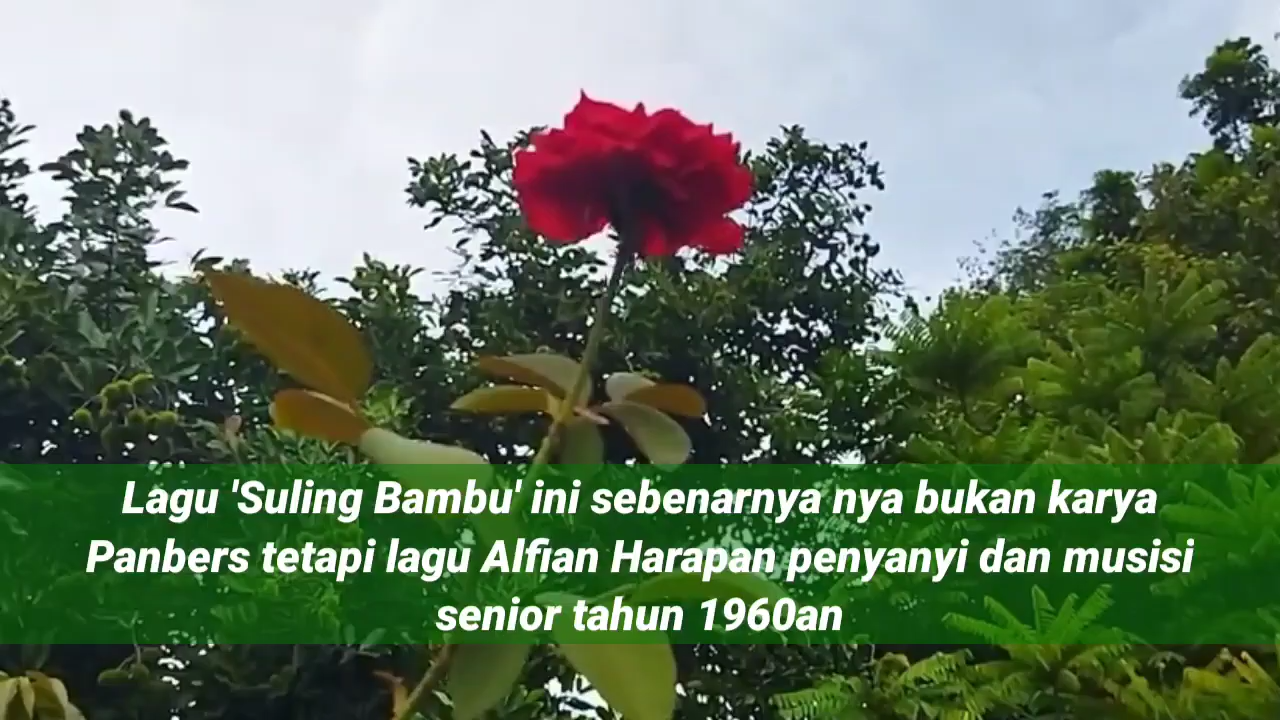 Lagu 'Suling Bambu' ini sebenarnya nya bukan karya
Panbers tetapi lagu Alfian Harapan penyanyi dan musisi
senior tahun 1960an